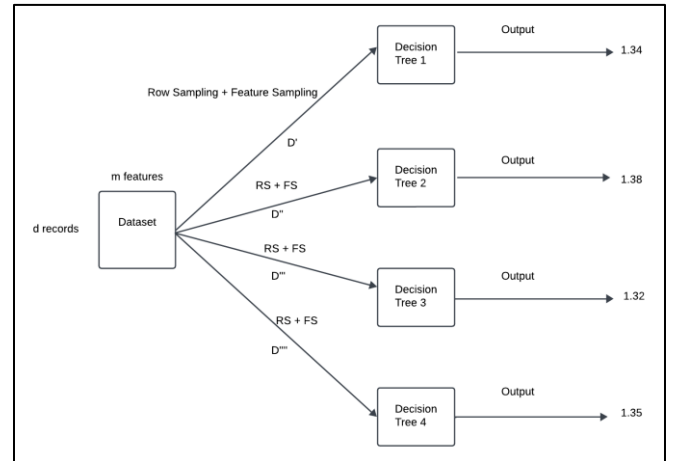 Output
Decision
Tree 1
1.34
Row Sampling + Feature Sampling
D'
m features
Decision
Tree 2
Output
1.38
RS + FS
D''
d records
Dataset
RS + FS
D'''
Decision
Tree 3
Output
1.32
RS + FS
D''''
Decision
Tree 4
Output
1.35